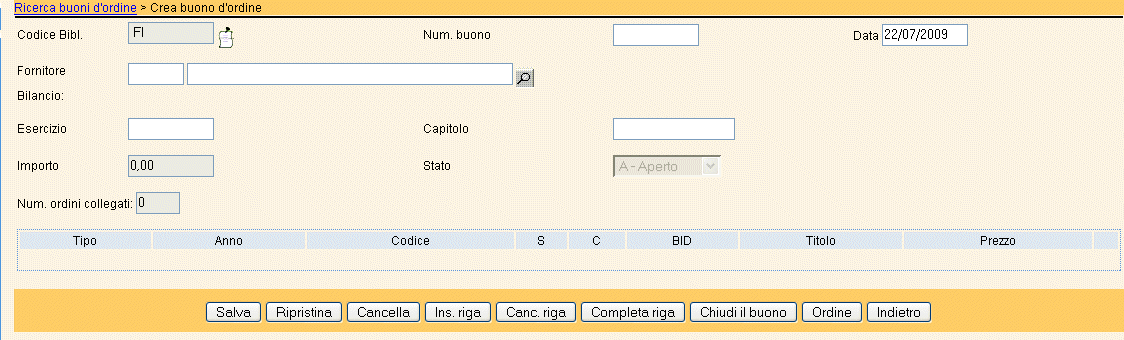 Ricerca buoni d'ordine > Crea buono d'ordine
Codice Bibl. FI Num. buono Data 22/07/2009
Fornitore
Bilancio:
Esercizio Capitolo
Importo 0,00 Stato A - Aperto
Num. ordini collegati: 0
Tipo Anno Codice S C BID Titolo Prezzo
Salva Ripristina Cancella Ins. riga Canc. riga Completa riga Chiudi il buono Ordine Indietro